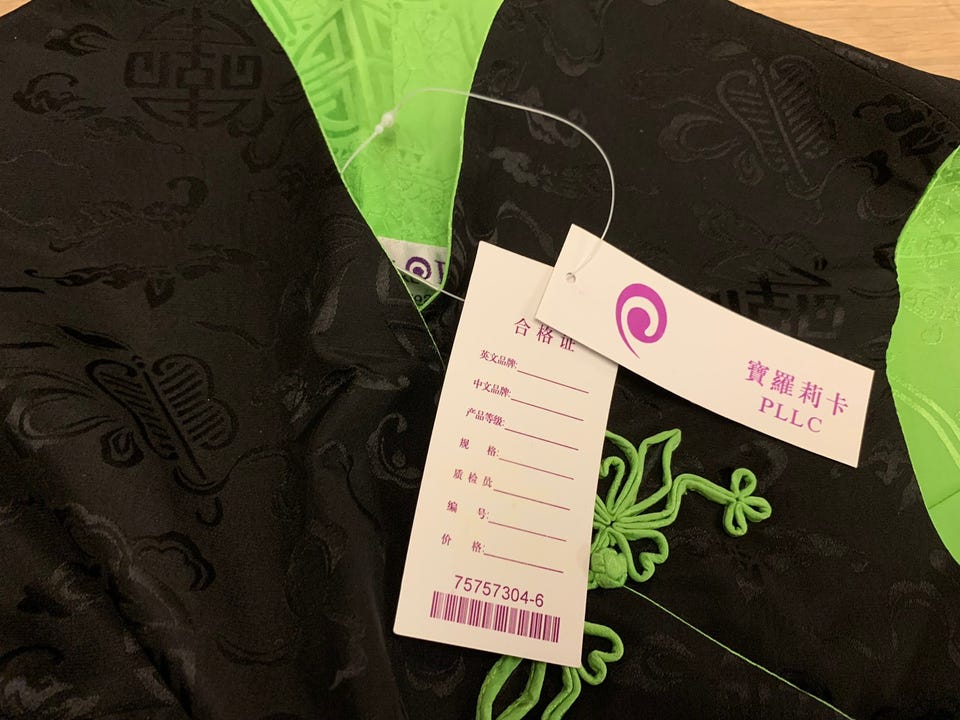 合格证
英文品牌:
中文品牌:
产品等级:
规 格:
质 检 员
编 号:
价 格:
75757304-6
寶羅莉卡
PLLC